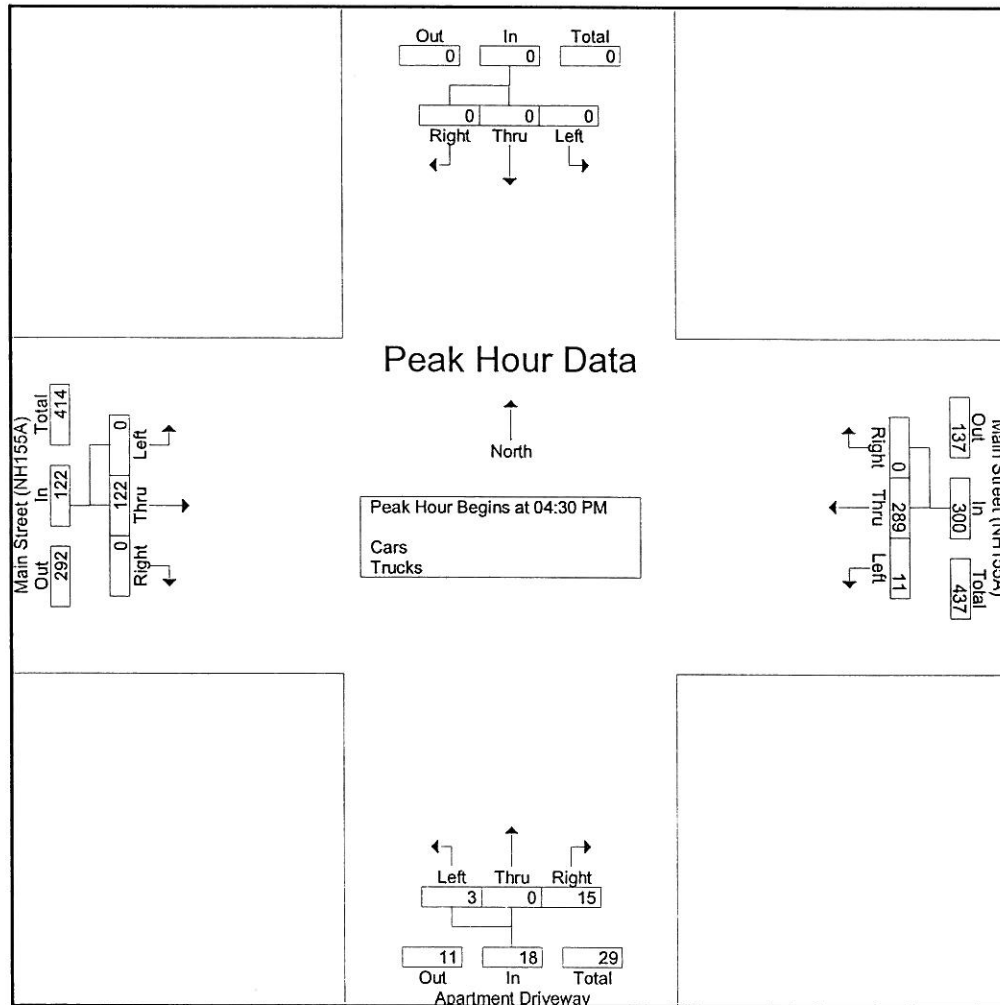 Out In Total
0 0 0
0 0 0
Right Thru Left
Peak Hour Data
North
Peak Hour Begins at 04:30 PM
Cars
Trucks
Main Street (NH155A)
Out In Total
292 122 414
0 122 0
Right Thru Left
Main Street (NH155A)
Out In Total
137 300 437
0 289 11
Right Thru Left
Left Thru Right
3 0 15
11 18 29
Out In Total
Apartment Driveway